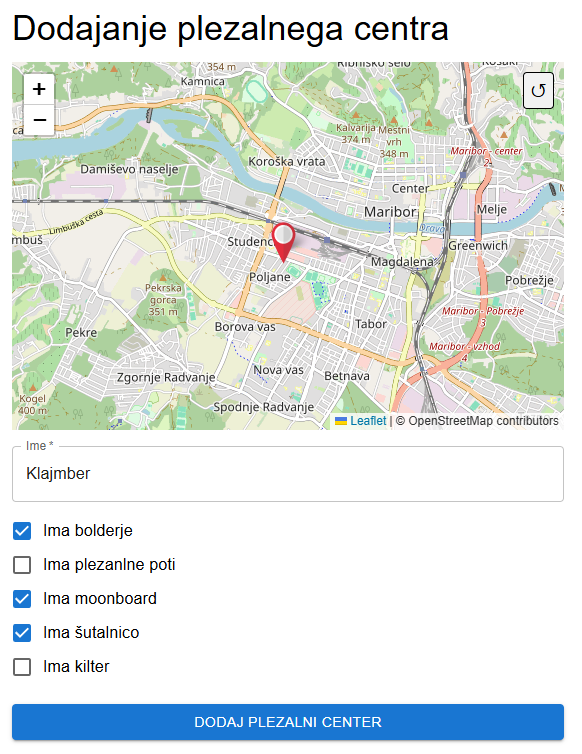 Dodajanje plezalnega centra
354 m
Kamnica
Ribniško selo
+
−
↺
Kalvarija
374 m
Mestni
vrh
348 m
Maribor - center
2
Koroška vrata
Damiševo naselje
Center
Maribor
Melje
Limbuška cesta
Drava
mbuš
Studenc
Greenwich
Magdalena
Poljane
Pobrežje
Pekrska
gorca
351 m
Maribor - Pobrežje
3
Pekre
Borova vas
Tabor
Maribor - vzhod
4
Zgornje Radvanje
Nova vas
Betnava
Kogel
400 m
Spodnje Radvanje
Leaflet | © OpenStreetMap contributors
Ime *
Klajmber
Ima bolderje
Ima plezanlne poti
Ima moonboard
Ima šutalnico
Ima kilter
DODAJ PLEZALNI CENTER